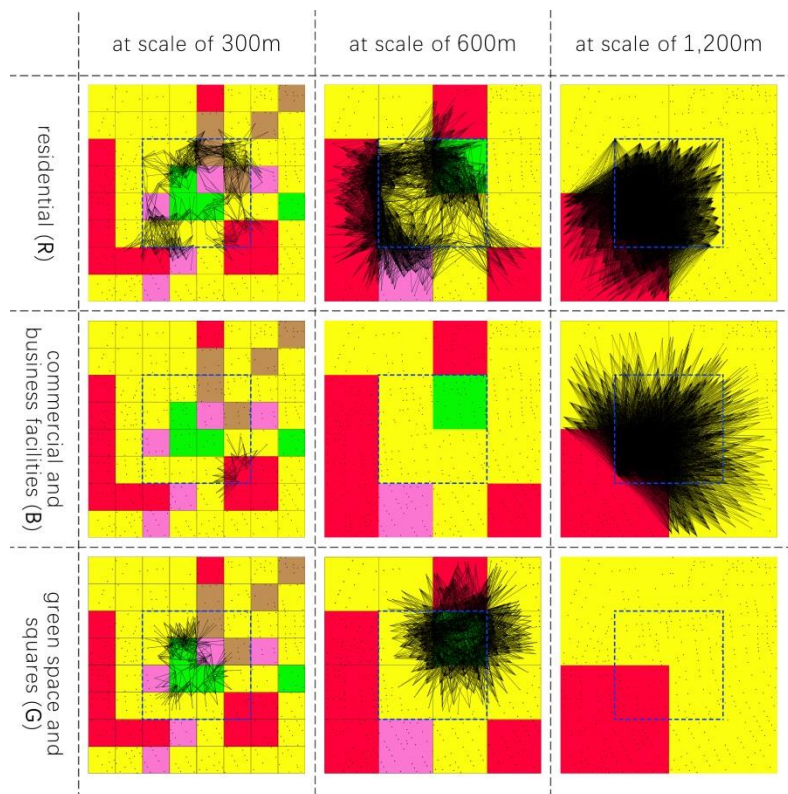 at scale of 300m
at scale of 600m
at scale of 1,200m
residential (R)
commercial and
business facilities (B)
green space and
squares (G)